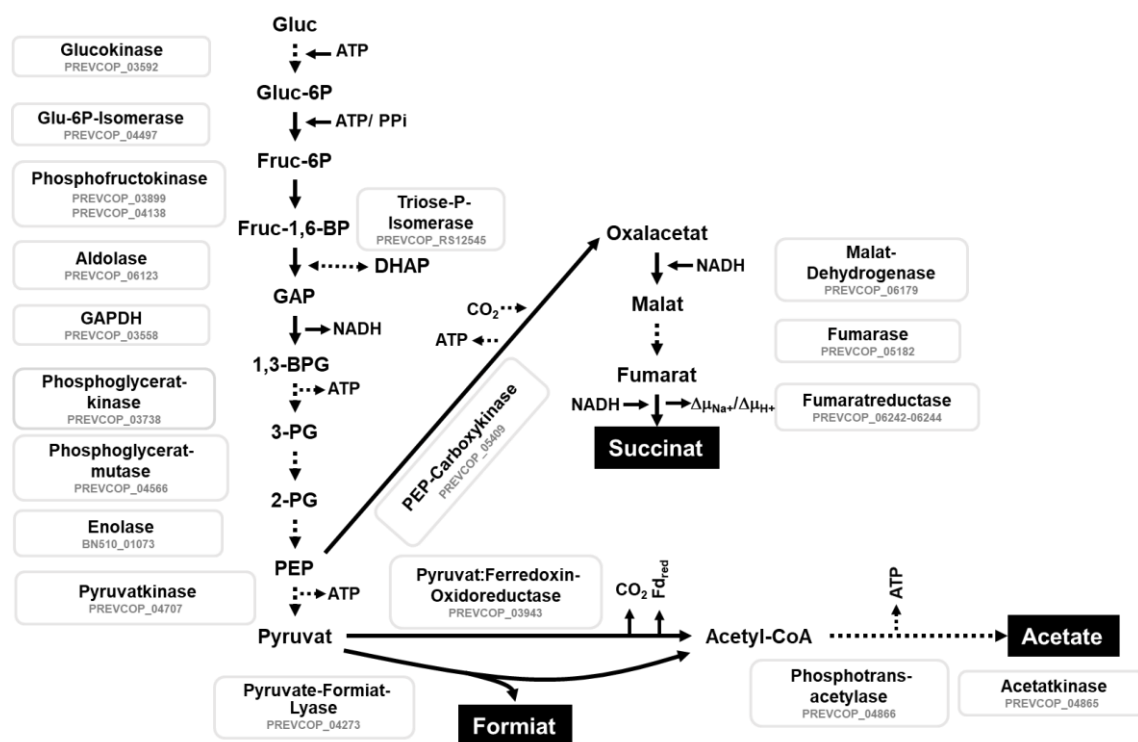 Gluc
Glucokinase
PREVCOP_03592
ATP
Gluc-6P
Glu-6P-Isomerase
PREVCOP_04497
ATP/ PPi
Fruc-6P
Phosphofructokinase
PREVCOP_03899
PREVCOP_04138
Triose-P-
Isomerase
PREVCOP_RS12545
Fruc-1,6-BP
Oxalacetat
Aldolase
PREVCOP_06123
DHAP
NADH
Malat-
Dehydrogenase
PREVCOP_06179
GAP
Malat
CO2
GAPDH
PREVCOP_03558
NADH
ATP
Fumarase
PREVCOP_05182
1,3-BPG
Fumarat
Phosphoglycerat-
kinase
PREVCOP_03738
ATP
NADH
ΔμNa+/ΔμH+
Fumaratreductase
PREVCOP_06242-06244
3-PG
Succinat
PEP-Carboxykinase
PREVCOP_05409
Phosphoglycerat-
mutase
PREVCOP_04566
2-PG
Enolase
BN510_01073
PEP
Pyruvatkinase
PREVCOP_04707
ATP
Pyruvat:Ferredoxin-
Oxidoreductase
PREVCOP_03943
CO2
Fdred
ATP
Pyruvat
Acetyl-CoA
Acetate
Pyruvate-Formiat-
Lyase
PREVCOP_04273
Formiat
Phosphotrans-
acetylase
PREVCOP_04866
Acetatkinase
PREVCOP_04865